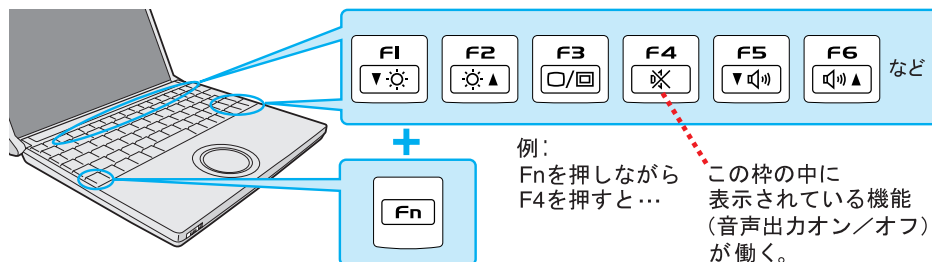 F1 F2 F3 F4 F5 F6
など
Fn
例:
Fnを押しながら
F4を押すと…
この枠の中に
表示されている機能
(音声出力オン／オフ)
が働く。